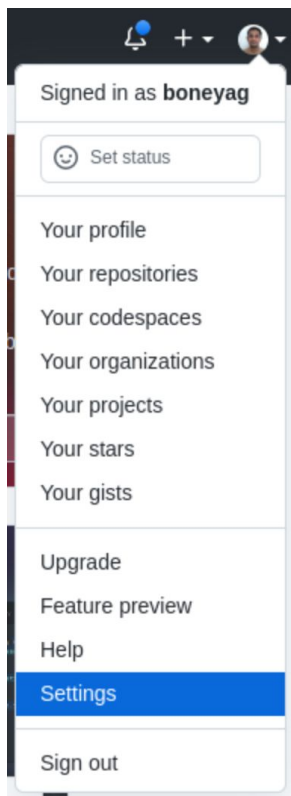 Signed in as boneyag
Set status
Your profile
Your repositories
Your codespaces
Your organizations
Your projects
Your stars
Your gists
Upgrade
Feature preview
Help
Settings
Sign out